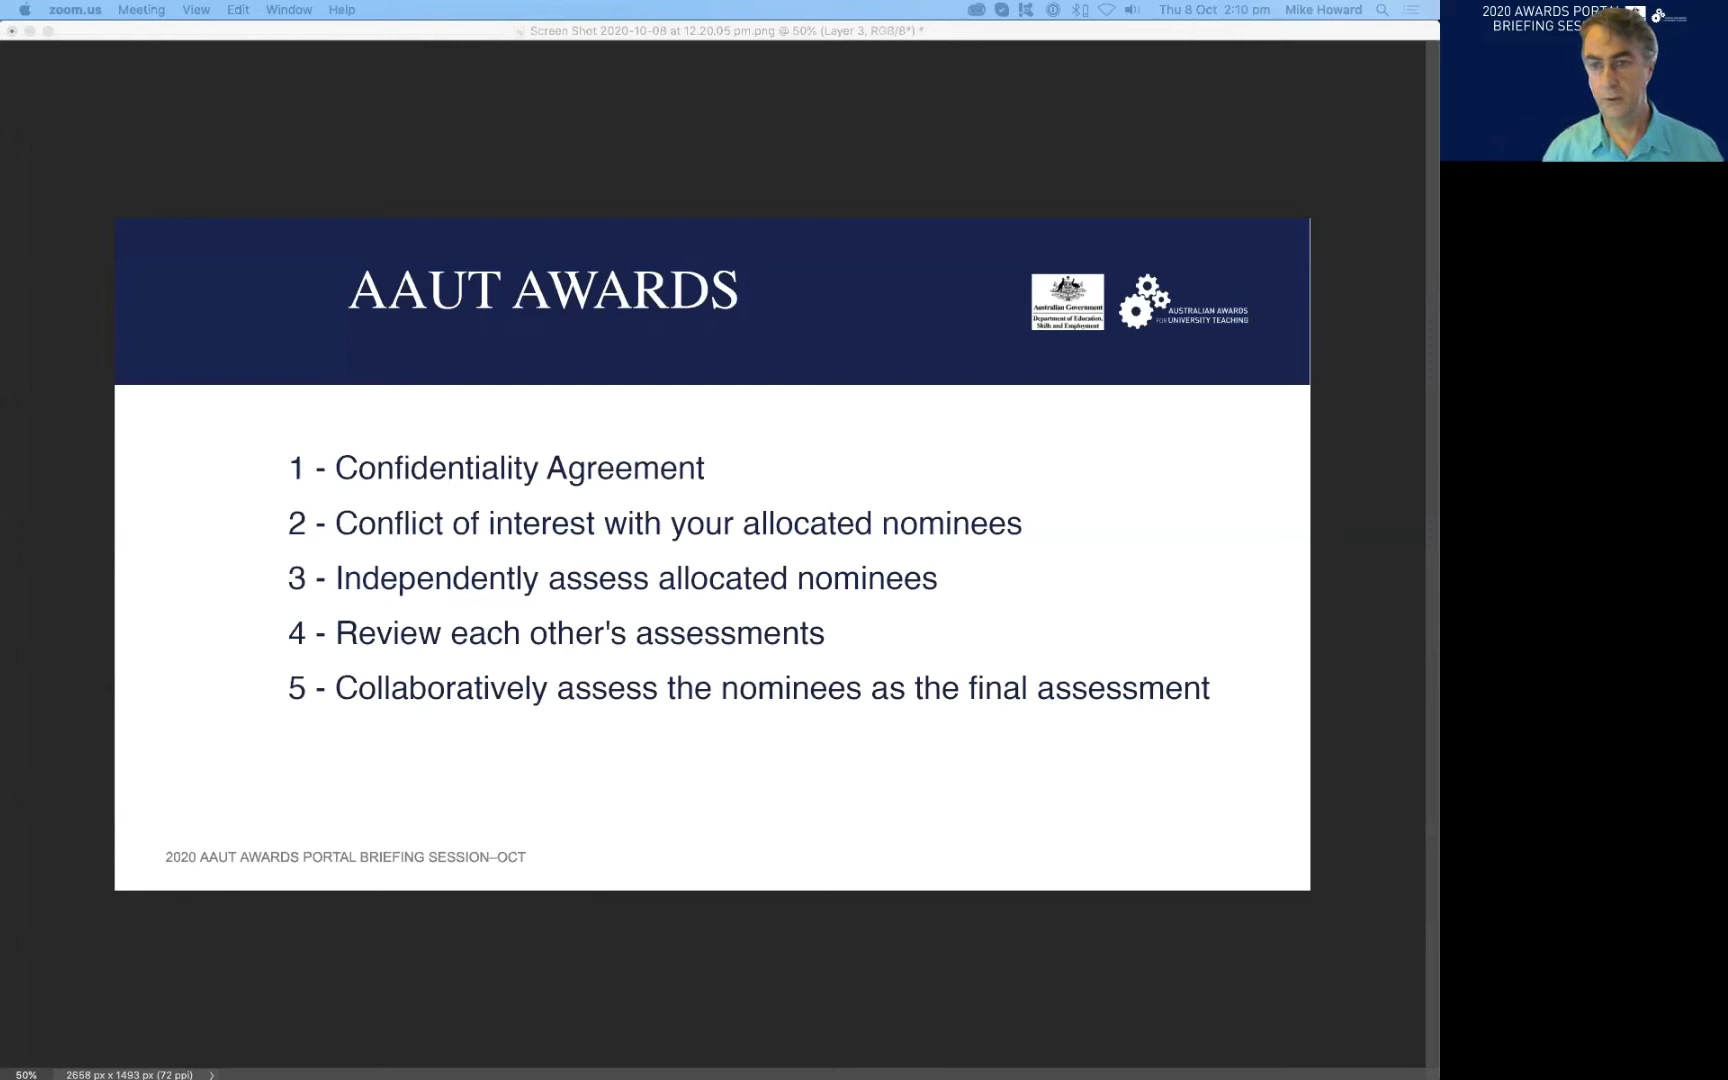 zoom.us Meeting View Edit Window Help Thu 8 Oct 2:10 pm Mike Howard
Screen Shot 2020-10-08 at 12.20.05 pm.png @ 50% (Layer 3, RGB/8*) *
2020 AWARDS PORTAL
BRIEFING SES
AAUT AWARDS
Australian Government
Department of Education,
Skills and Employment
AUSTRALIAN AWARDS
FOR UNIVERSITY TEACHING
1 - Confidentiality Agreement
2 - Conflict of interest with your allocated nominees
3 - Independently assess allocated nominees
4 - Review each other's assessments
5 - Collaboratively assess the nominees as the final assessment
2020 AAUT AWARDS PORTAL BRIEFING SESSION–OCT
50% 2658 px x 1493 px (72 ppi)